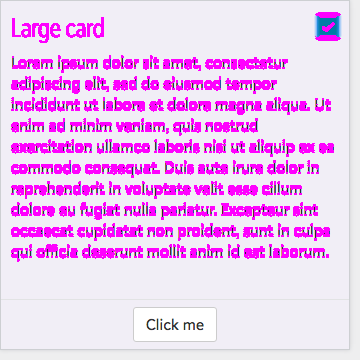 Large card
Lorem ipsum dolor sit amet, consectetur
adipiscing elit, sed do eiusmod tempor
incididunt ut labore et dolore magna aliqua. Ut
enim ad minim veniam, quis nostrud
exercitation ullamco laboris nisi ut aliquip ex ea
commodo consequat. Duis aute irure dolor in
reprehenderit in voluptate velit esse cillum
dolore eu fugiat nulla pariatur. Excepteur sint
occaecat cupidatat non proident, sunt in culpa
qui officia deserunt mollit anim id est laborum.
Click me